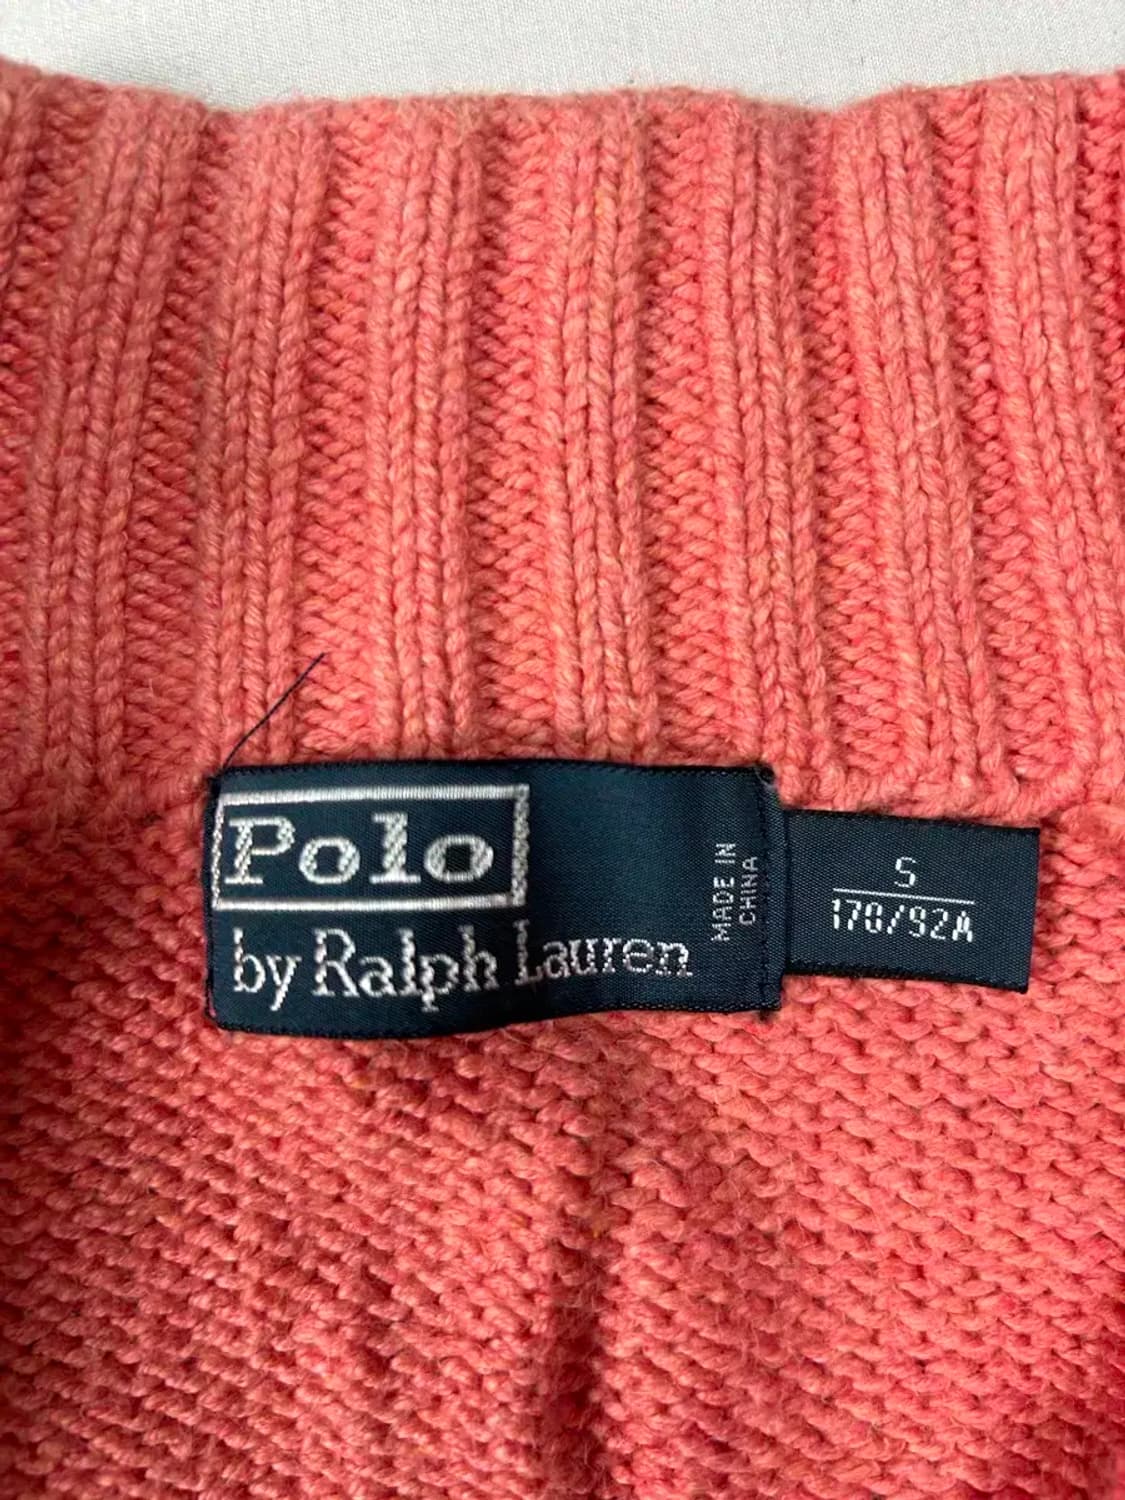 Polo
by Ralph Lauren
MADE IN
CHINA
S
170/92A